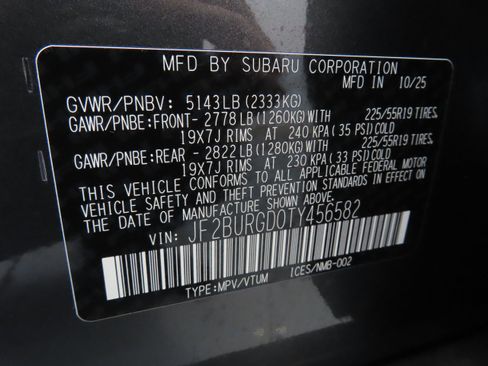 MFD BY SUBARU CORPORATION
MFD IN 10/25
GVWR/PNBV: 5143LB (2333KG)
GAWR/PNBE:FRONT- 2778 LB (1260KG) WITH 225/55R19 TIRES,
19X7J RIMS AT 240 KPA (35 PSI) COLD
GAWR/PNBE:REAR - 2822 LB (1280KG) WITH 225/55R19 TIRES,
19X7J RIMS AT 230 KPA (33 PSI) COLD
THIS VEHICLE CONFORMS TO ALL APPLICABLE FEDERAL MOTOR
VEHICLE SAFETY AND THEFT PREVENTION STANDARDS IN EFFECT ON
THE DATE OF MANUFACTURE SHOWN ABOVE.
VIN: JF2BURGD0TY456582
TYPE:MPV/VTUM ICES/NMB-002